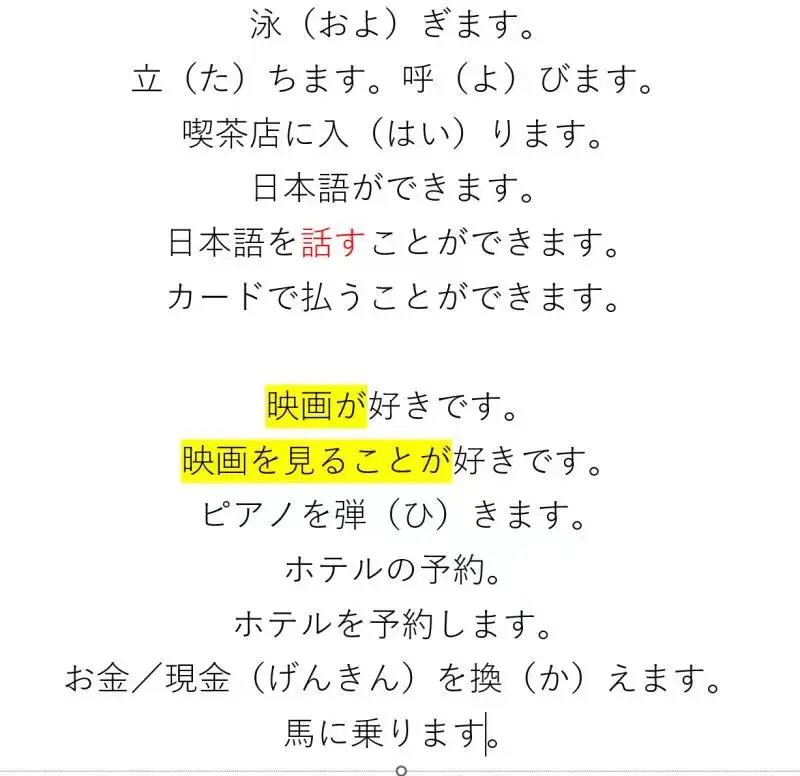 泳（およ）ぎます。
立（た）ちます。呼（よ）びます。
喫茶店に入（はい）ります。
日本語ができます。
日本語を話すことができます。
カードで払うことができます。
映画が好きです。
映画を見ることが好きです。
ピアノを弾（ひ）きます。
ホテルの予約。
ホテルを予約します。
お金／現金（げんきん）を換（か）えます。
馬に乗ります。